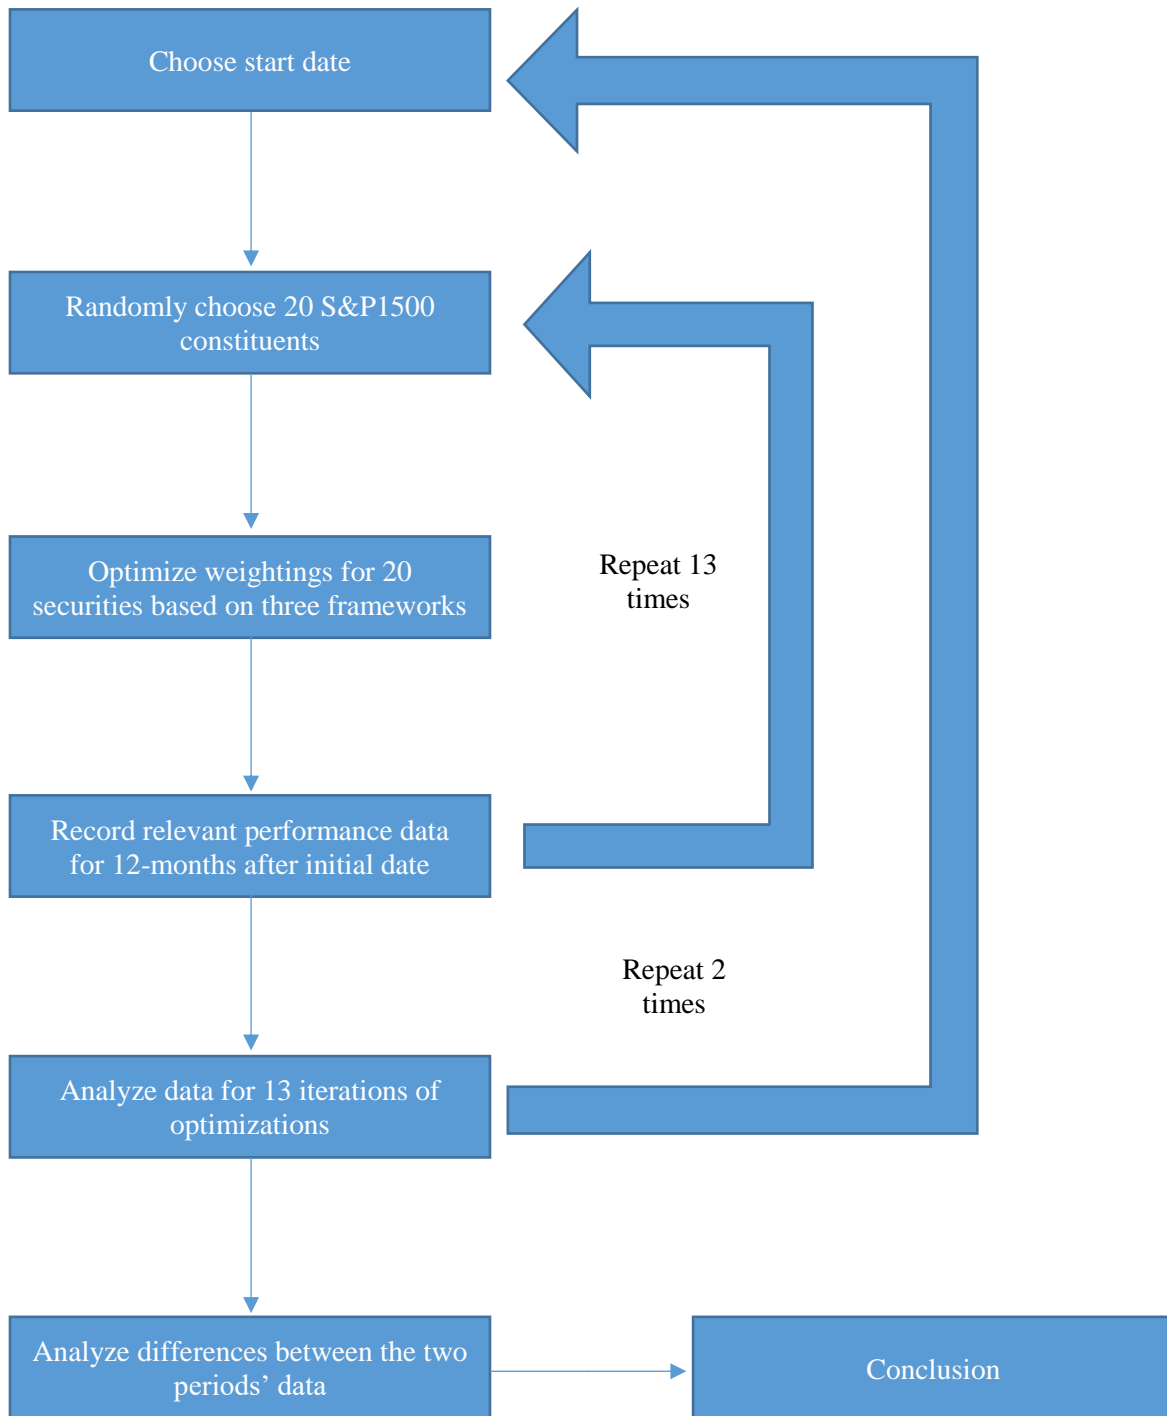 Choose start date
Randomly choose 20 S&P1500
constituents
Optimize weightings for 20
securities based on three frameworks
Repeat 13
times
Record relevant performance data
for 12-months after initial date
Repeat 2
times
Analyze data for 13 iterations of
optimizations
Analyze differences between the two
periods’ data
Conclusion